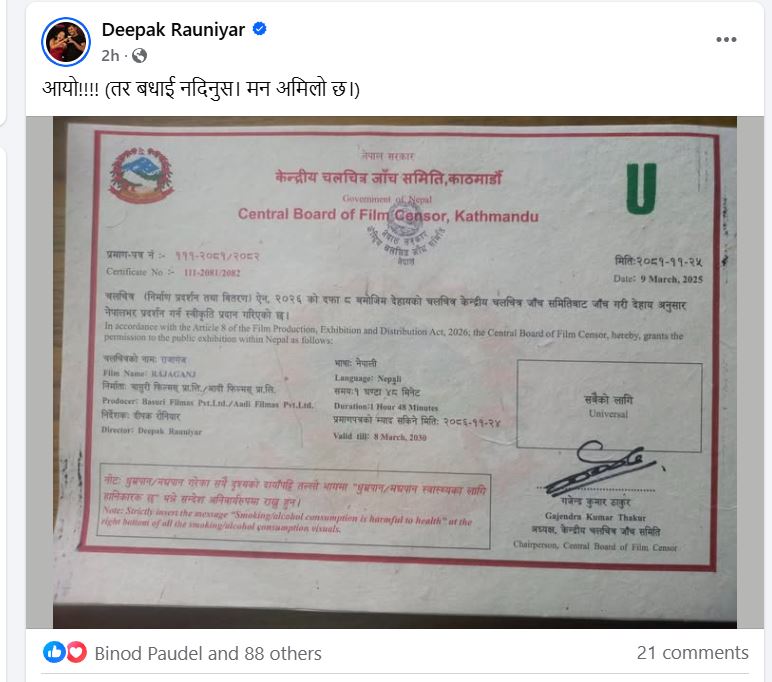 Deepak Rauniyar
2h
आयो!!!! (तर बधाई नदिनुस। मन अमिलो छ।)
नेपाल सरकार
केन्द्रीय चलचित्र जाँच समिति,काठमाडौं
Government of Nepal
Central Board of Film Censor, Kathmandu
U
नेपाल सरकार
केन्द्रीय चलचित्र जाँच समिति
नेपाल
प्रमाण-पत्र नं :- १११-२०८१/२०८२
Certificate No :- 111-2081/2082
मिति:२०८१-११-२५
Date: 9 March, 2025
चलचित्र (निर्माण प्रदर्शन तथा वितरण) ऐन, २०२६ को दफा ८ बमोजिम देहायको चलचित्र केन्द्रीय चलचित्र जाँच समितिबाट जाँच गरी देहाय अनुसार
नेपालभर प्रदर्शन गर्न स्वीकृति प्रदान गरिएको छ।
In accordance with the Article 8 of the Film Production, Exhibition and Distribution Act, 2026; the Central Board of Film Censor, hereby, grants the
permission to the public exhibition within Nepal as follows:
चलचित्रको नाम: राजागंज
Film Name: RAJAGANJ
निर्माता: बासुरी फिल्मस् प्रा.लि./आदी फिल्मस् प्रा.लि.
Producer: Basuri Films Pvt.Ltd./Aadi Filmas Pvt.Ltd.
निर्देशक: दीपक रौनियार
Director: Deepak Rauniyar
भाषा: नेपाली
Language: Nepali
समय:१ घण्टा ४८ मिनेट
Duration:1 Hour 48 Minutes
प्रमाणपत्रको म्याद सकिने मिति: २०८६-११-२४
Valid till: 8 March, 2030
सबैको लागि
Universal
नोट: धुम्रपान/मद्यपान गरेका सबै दृश्यको दायाँपट्टि तल्लो भागमा "धुम्रपान/मद्यपान स्वास्थ्यका लागि
हानिकारक छ" भन्ने सन्देश अनिवार्यरुपमा राख्नु हुन।
Note: Strictly insert the message "Smoking/alcohol consumption is harmful to health" at the
right bottom of all the smoking/alcohol consumption visuals.
गजेन्द्र कुमार ठाकुर
Gajendra Kumar Thakur
अध्यक्ष, केन्द्रीय चलचित्र जाँच समिति
Chairperson, Central Board of Film Censor
Binod Paudel and 88 others
21 comments